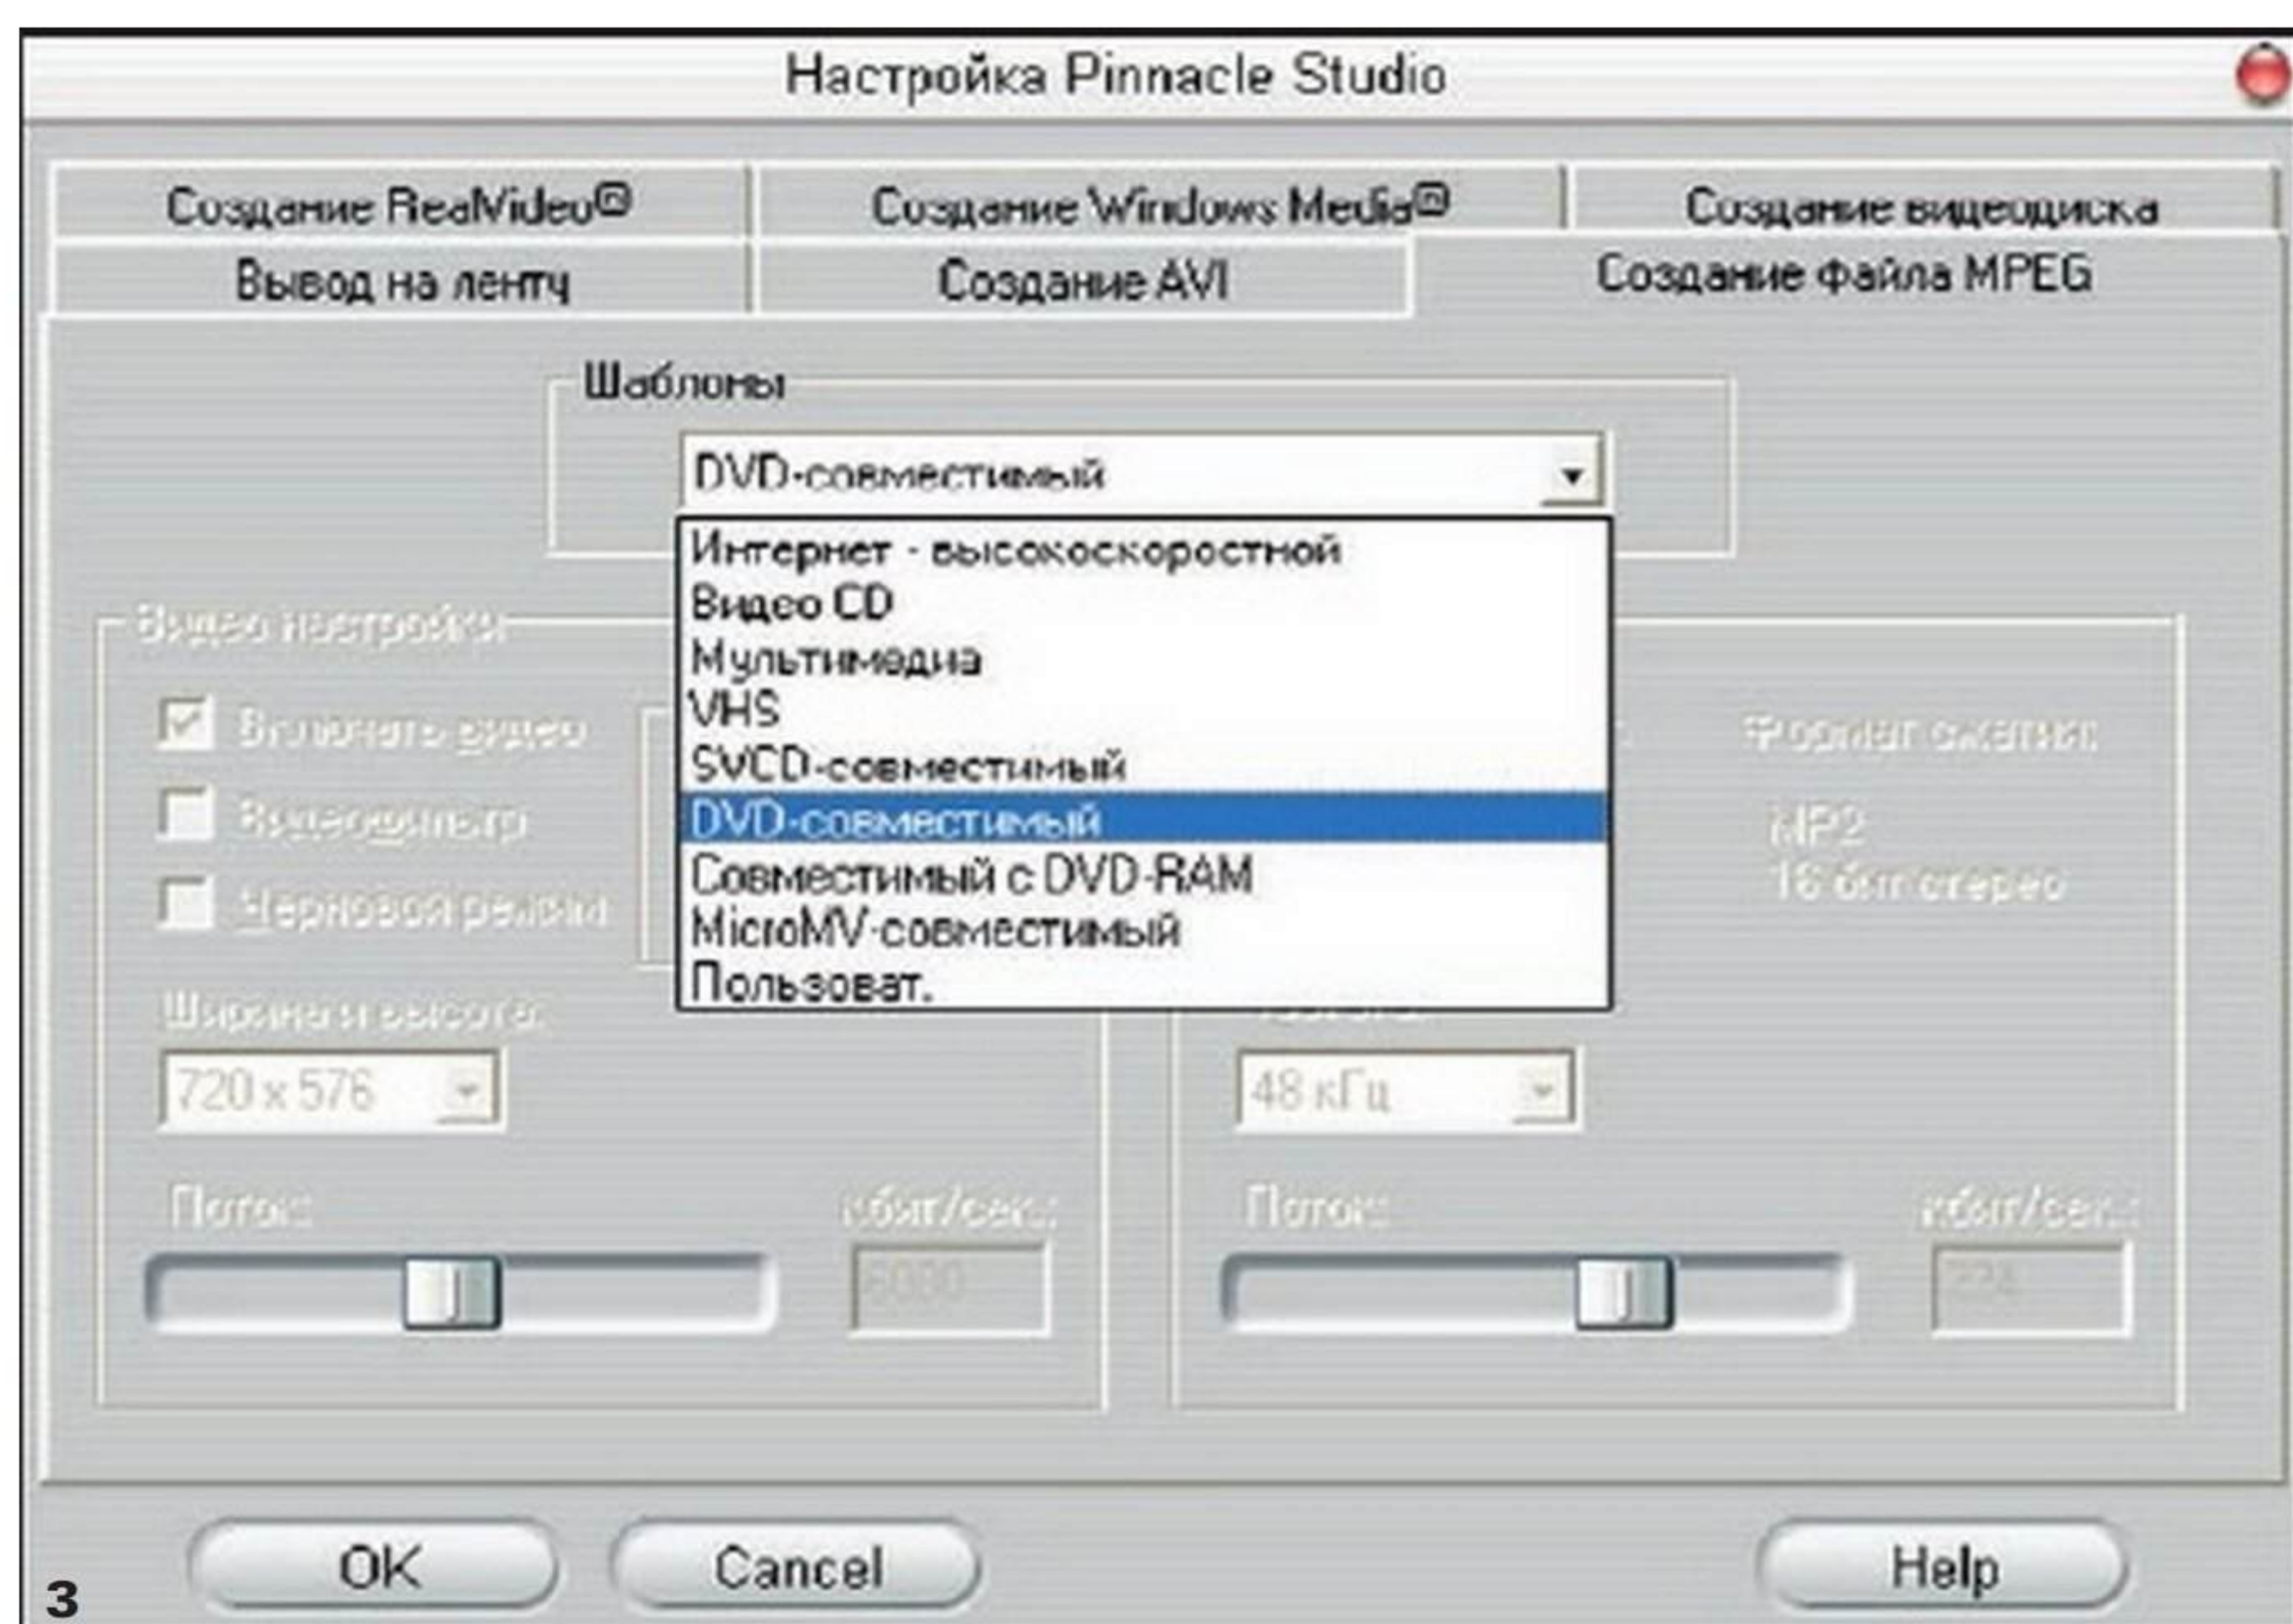 Настройка Pinnacle Studio
Создание RealVideo®
Создание Windows Media®
Создание видеодиска
Вывод на ленту
Создание AVI
Создание файла MPEG
Шаблоны
DVD-совместимый
Интернет - высокоскоростной
Видео CD
Мультимедиа
VHS
SVCD-совместимый
DVD-совместимый
Совместимый с DVD-RAM
MicroMV-совместимый
Пользоват.
Видео настройки
Включать видео
Формат сжатия:
Видеофильтр
MP2
16 бит стерео
Черновой режим
Ширина и высота:
720 x 576
48 кГц
Поток:
кбит/сек.:
6000
Поток:
кбит/сек.:
224
OK
Cancel
Help
3